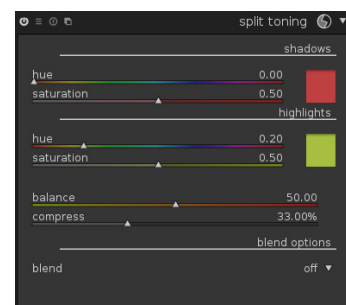 split toning
shadows
hue 0.00
saturation 0.50
highlights
hue 0.20
saturation 0.50
balance 50.00
compress 33.00%
blend options
blend off